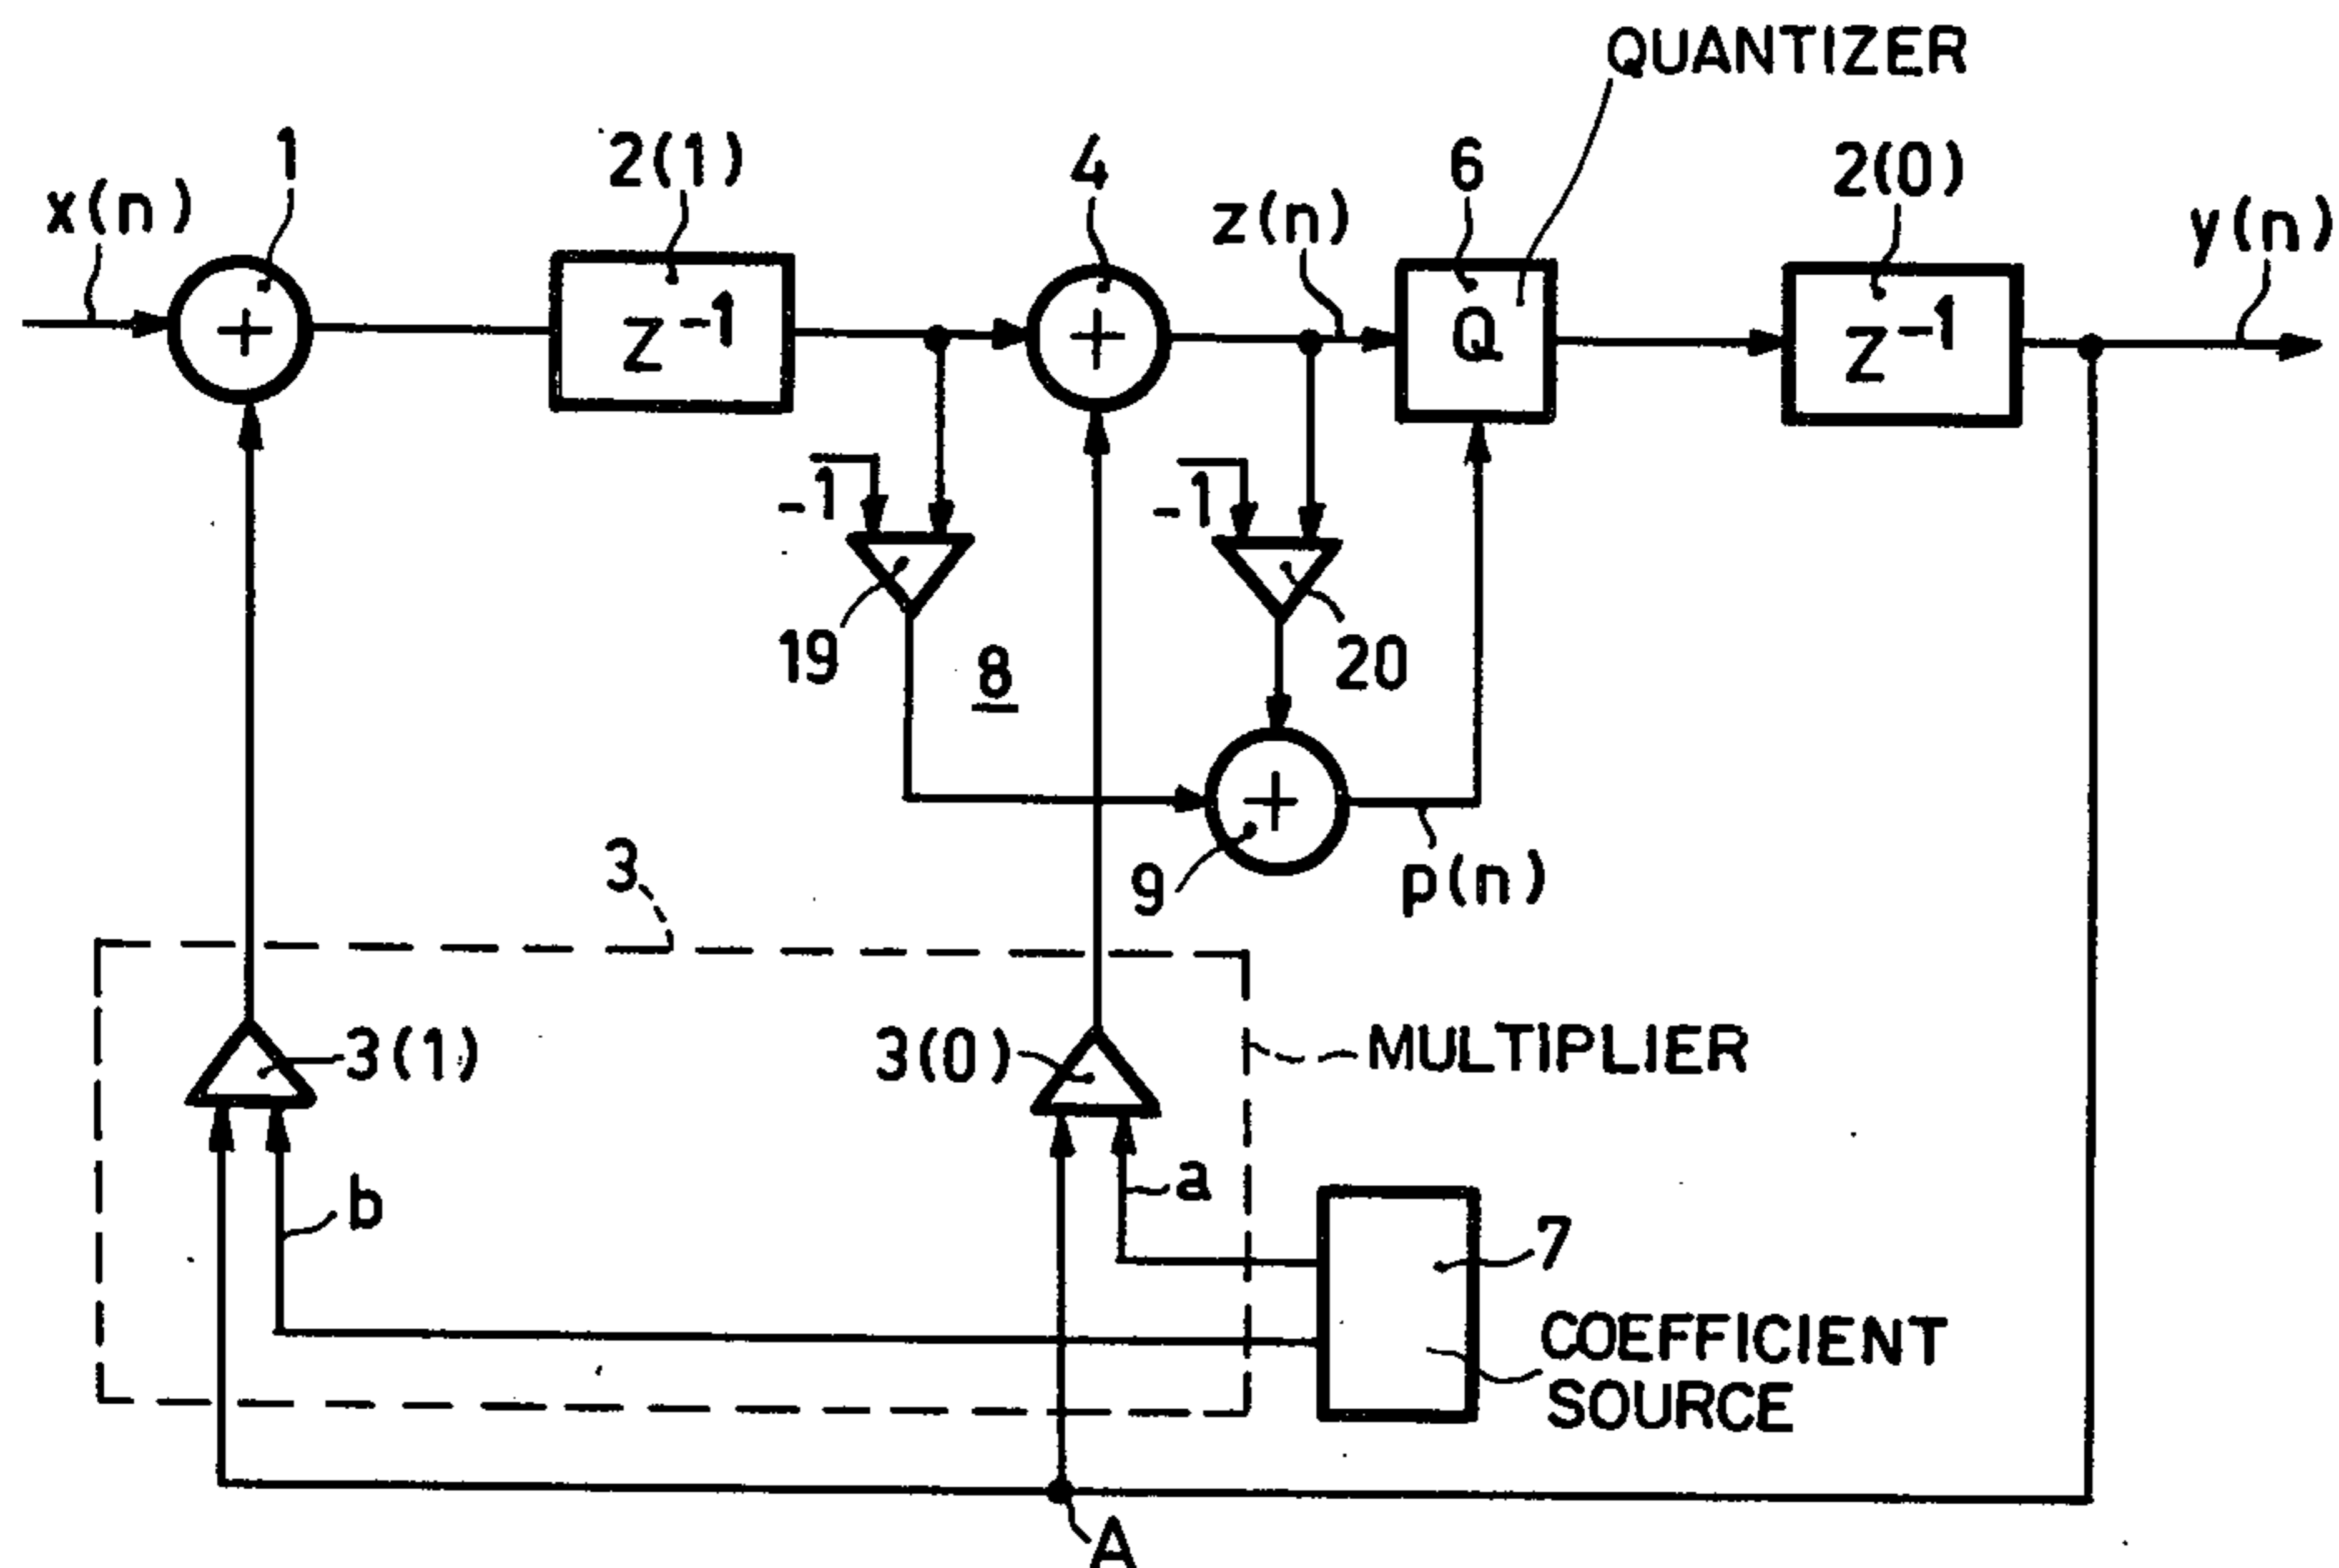 QUANTIZER
1
2(1)
4
6
2(0)
x(n)
z(n)
y(n)
+
z⁻¹
+
Q
z⁻¹
-1
-1
19
8
20
+
9
p(n)
3
3(1)
3(0)
MULTIPLIER
b
a
7
COEFFICIENT
SOURCE
A